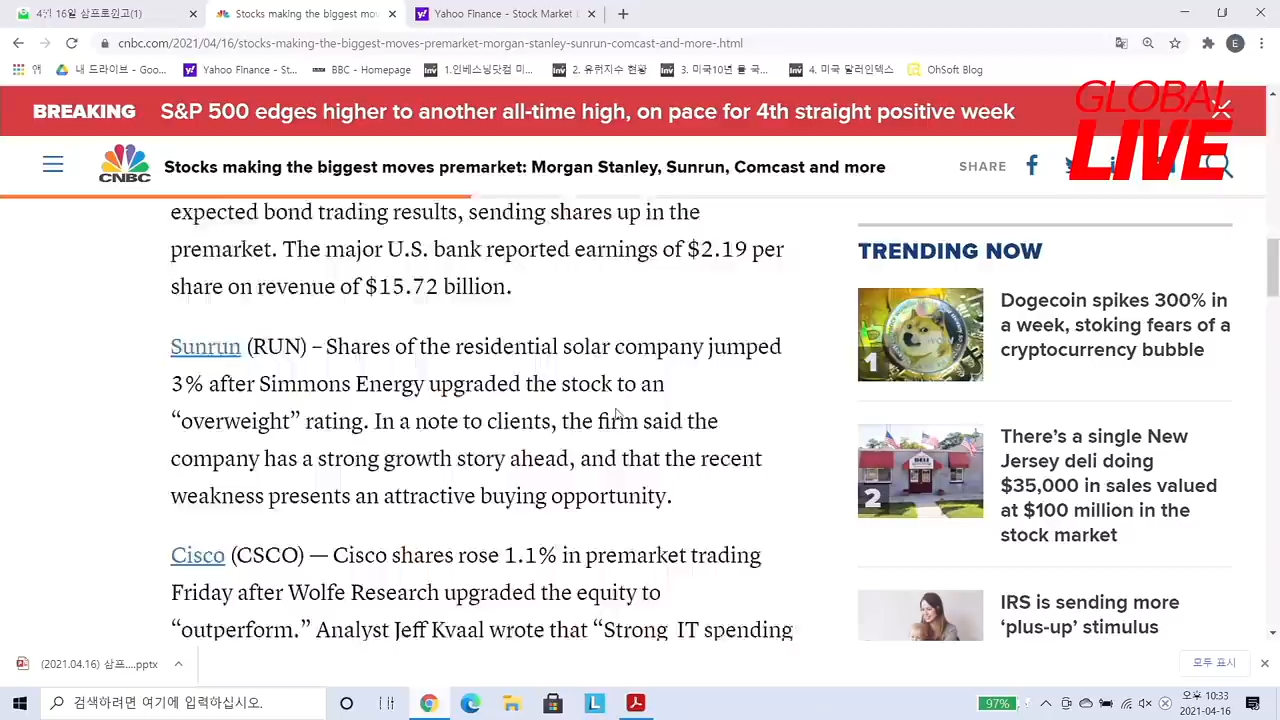 4월 16일 삼프로원고(1)
Stocks making the biggest mov
Yahoo Finance - Stock Market
cnbc.com/2021/04/16/stocks-making-the-biggest-moves-premarket-morgan-stanley-sunrun-comcast-and-more-.html
E
앱
내 드라이브 - Goo...
Yahoo Finance - St...
BBC - Homepage
1.인베스닝닷컴 미...
2. 유쥐지수 현황
3. 미국10년 율 국...
4. 미국 달러인덱스
OhSoft Blog
GLOBAL
LIVE
BREAKING
S&P 500 edges higher to another all-time high, on pace for 4th straight positive week
CNBC
Stocks making the biggest moves premarket: Morgan Stanley, Sunrun, Comcast and more
SHARE
expected bond trading results, sending shares up in the
premarket. The major U.S. bank reported earnings of $2.19 per
share on revenue of $15.72 billion.
Sunrun (RUN) – Shares of the residential solar company jumped
3% after Simmons Energy upgraded the stock to an
“overweight” rating. In a note to clients, the firm said the
company has a strong growth story ahead, and that the recent
weakness presents an attractive buying opportunity.
Cisco (CSCO) — Cisco shares rose 1.1% in premarket trading
Friday after Wolfe Research upgraded the equity to
“outperform.” Analyst Jeff Kvaal wrote that “Strong IT spending
TRENDING NOW
1
Dogecoin spikes 300% in
a week, stoking fears of a
cryptocurrency bubble
DELI
2
There’s a single New
Jersey deli doing
$35,000 in sales valued
at $100 million in the
stock market
IRS is sending more
‘plus-up’ stimulus
(2021.04.16) 삼프....pptx
모두 표시
검색하려면 여기에 입력하십시오.
L
97%
오후 10:33
2021-04-16